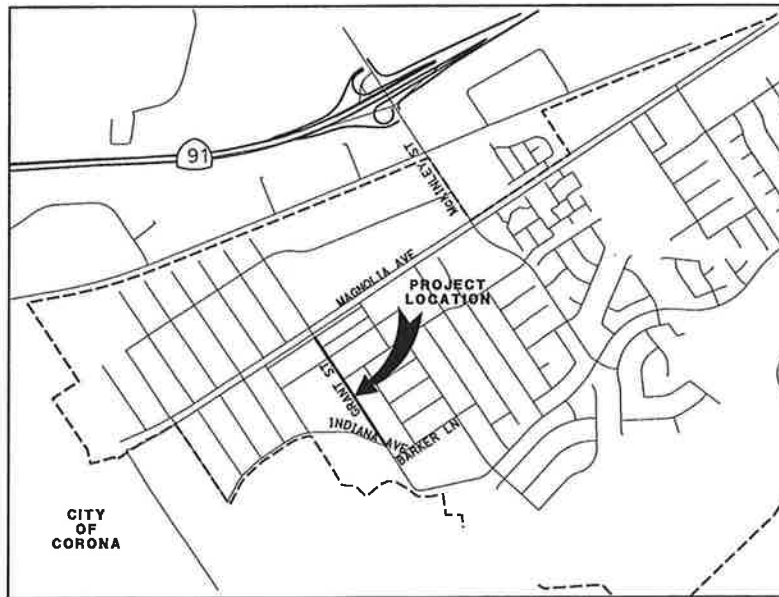 91
McKINLEY ST
MAGNOLIA AVE
PROJECT
LOCATION
GRANT ST
INDIANA AVE
BARKER LN
CITY
OF
CORONA